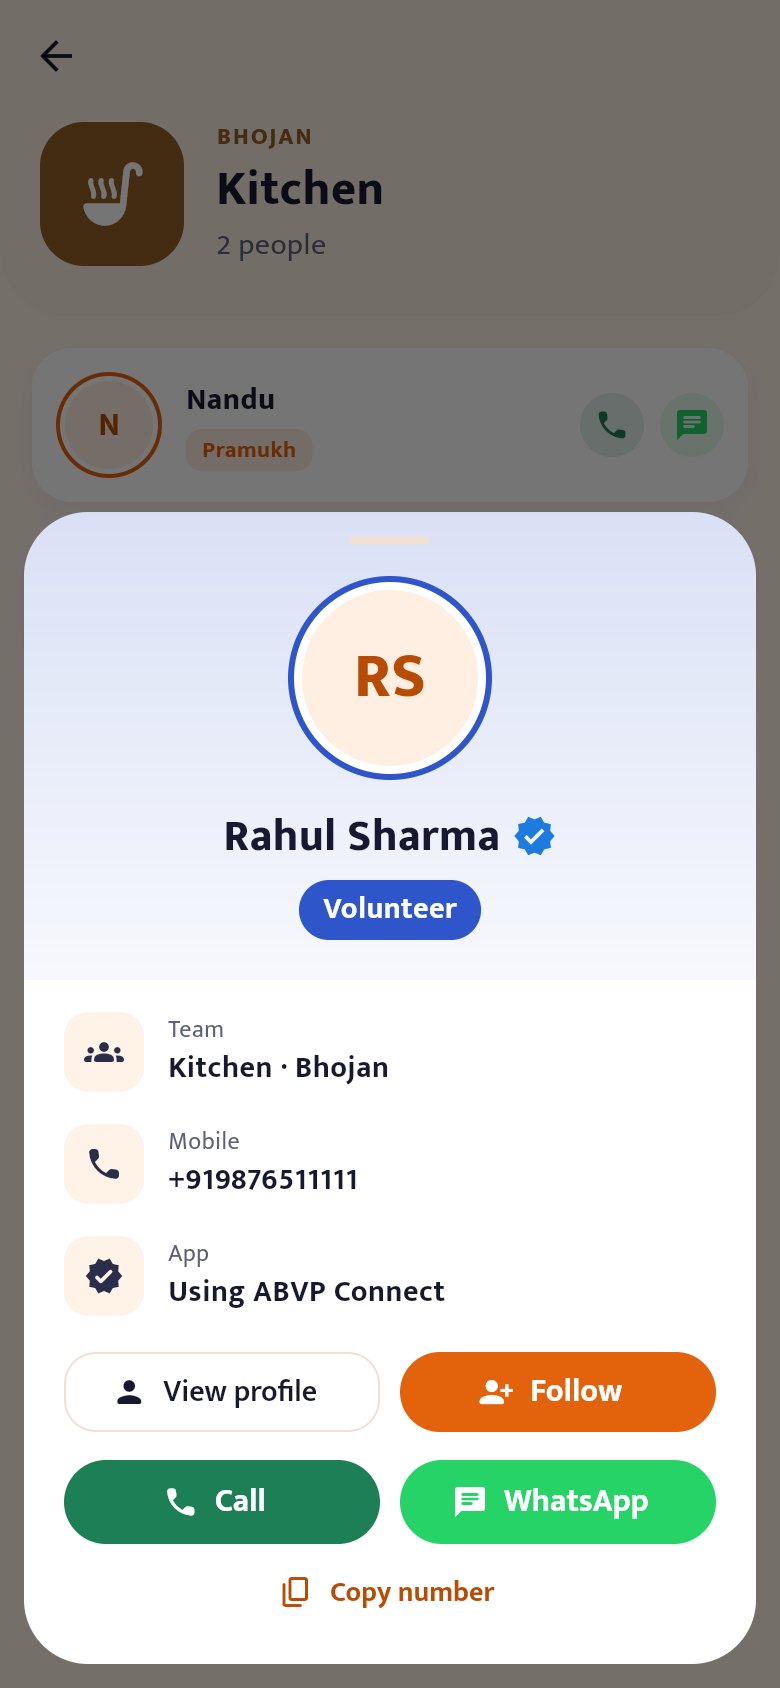 BHOJAN
Kitchen
2 people
N
Nandu
Pramukh
RS
Rahul Sharma
Volunteer
Team
Kitchen · Bhojan
Mobile
+919876511111
App
Using ABVP Connect
View profile
Follow
Call
WhatsApp
Copy number